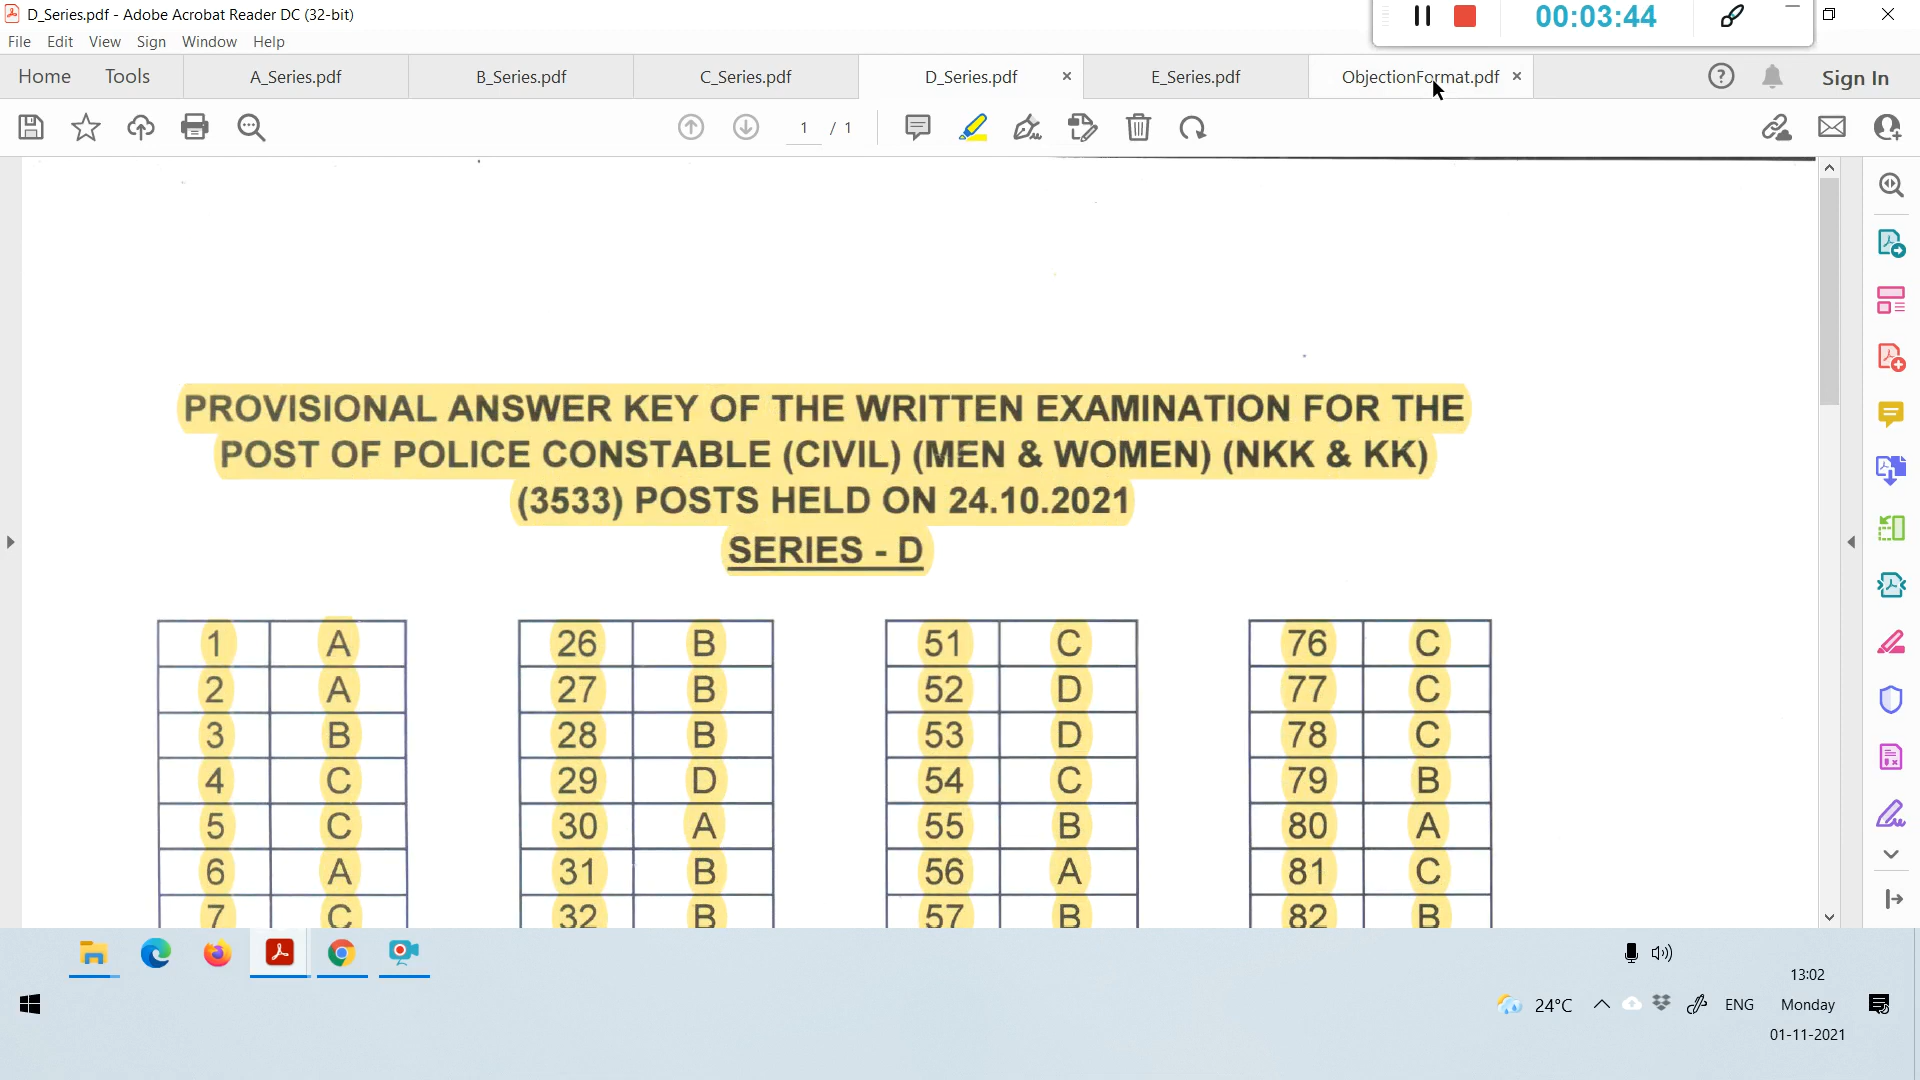 D_Series.pdf - Adobe Acrobat Reader DC (32-bit)
00:03:44
File Edit View Sign Window Help
Home Tools A_Series.pdf B_Series.pdf C_Series.pdf D_Series.pdf E_Series.pdf ObjectionFormat.pdf Sign In
1 / 1
PROVISIONAL ANSWER KEY OF THE WRITTEN EXAMINATION FOR THE
POST OF POLICE CONSTABLE (CIVIL) (MEN & WOMEN) (NKK & KK)
(3533) POSTS HELD ON 24.10.2021
SERIES - D
1 A 26 B 51 C 76 C
2 A 27 B 52 D 77 C
3 B 28 B 53 D 78 C
4 C 29 D 54 C 79 B
5 C 30 A 55 B 80 A
6 A 31 B 56 A 81 C
7 C 32 B 57 B 82 B
13:02
24°C ENG Monday
01-11-2021